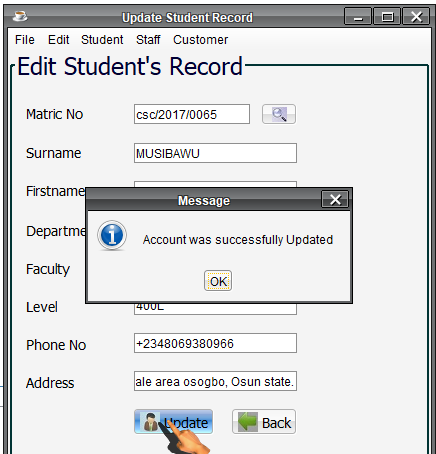 Update Student Record
File Edit Student Staff Customer
Edit Student's Record
Matric No csc/2017/0065
Surname MUSIBAWU
Firstname
Message
Account was successfully Updated
OK
Departme
Faculty
Level 400L
Phone No +2348069380966
Address ale area osogbo, Osun state.
Update Back